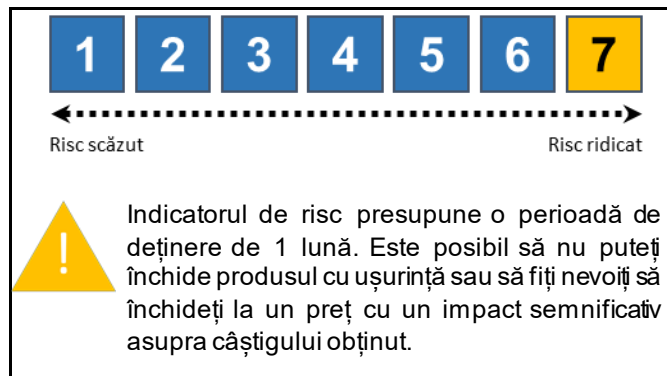 1 2 3 4 5 6 7
Risc scăzut Risc ridicat
!
Indicatorul de risc presupune o perioadă de
deținere de 1 lună. Este posibil să nu puteți
închide produsul cu ușurință sau să fiți nevoiți să
închideți la un preț cu un impact semnificativ
asupra câștigului obținut.